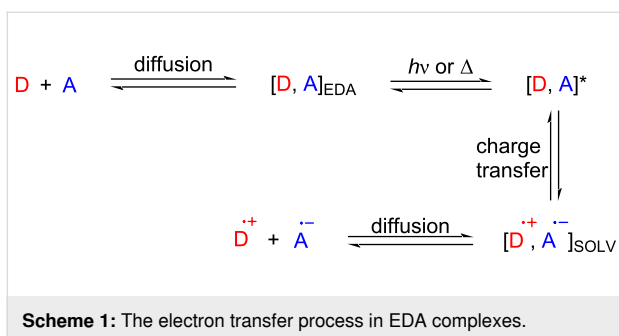 D + A diffusion [D, A]EDA hν or Δ [D, A]*
charge
transfer
D·+ + A·− diffusion [D·+, A·−]SOLV
Scheme 1: The electron transfer process in EDA complexes.